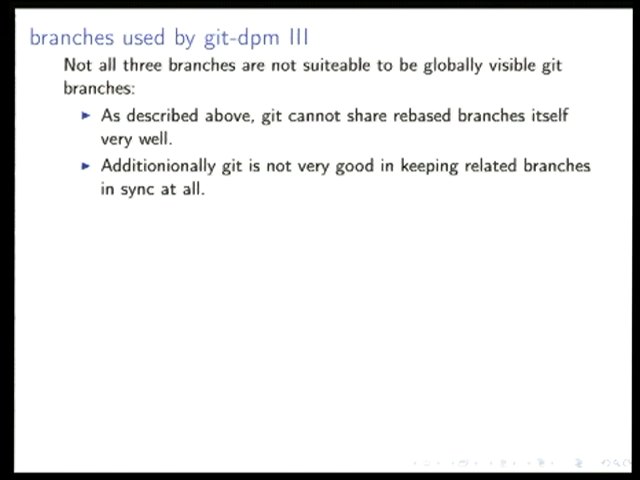 branches used by git-dpm III
Not all three branches are not suiteable to be globally visible git
branches:
► As described above, git cannot share rebased branches itself
very well.
► Additionionally git is not very good in keeping related branches
in sync at all.